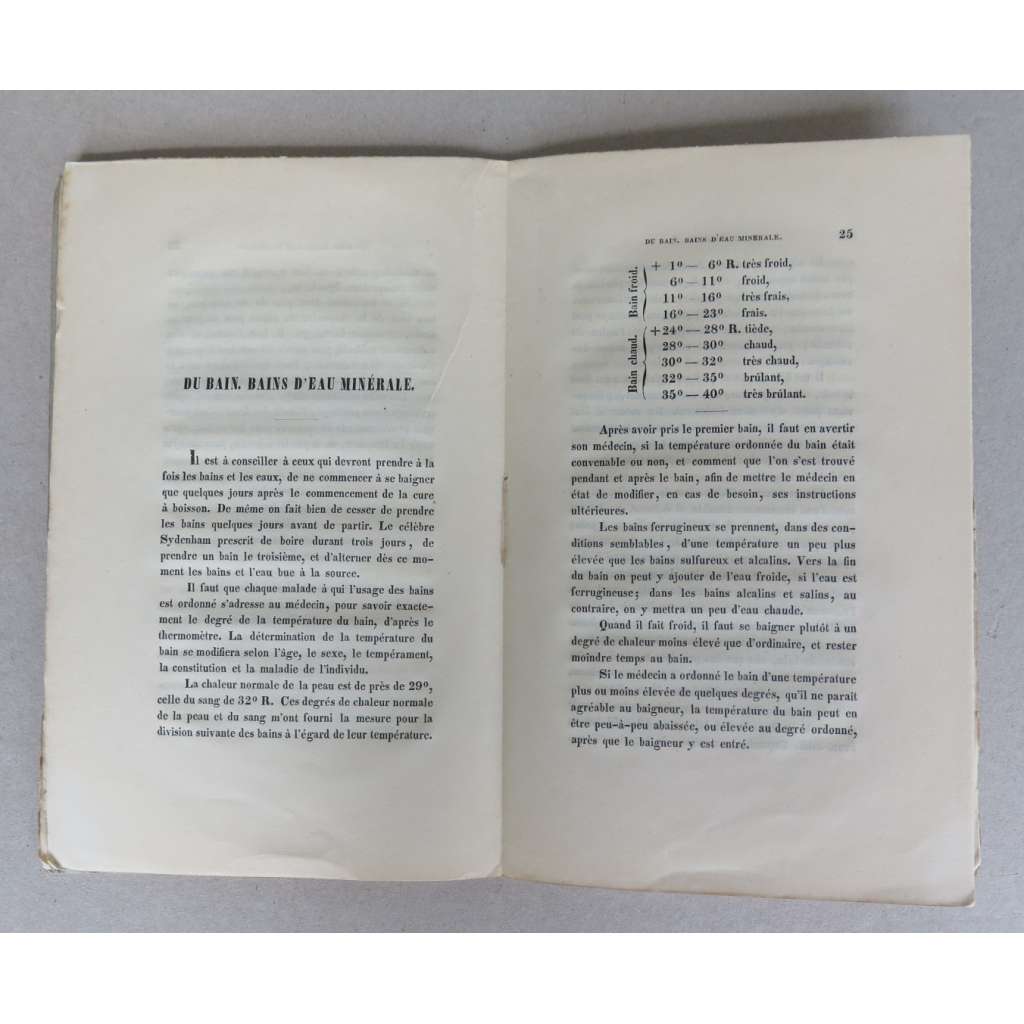 DU BAIN. BAINS D'EAU MINÉRALE.
Il est à conseiller à ceux qui devront prendre à la
fois les bains et les eaux, de ne commencer à se baigner
que quelques jours après le commencement de la cure
à boisson. De même on fait bien de cesser de prendre
les bains quelques jours avant de partir. Le célèbre
Sydenham prescrit de boire durant trois jours, de
prendre un bain le troisième, et d'alterner dès ce mo-
ment les bains et l'eau bue à la source.
Il faut que chaque malade à qui l'usage des bains
est ordonné s'adresse au médecin, pour savoir exacte-
ment le degré de la température du bain, d'après le
thermomètre. La détermination de la température du
bain se modifiera selon l'âge, le sexe, le tempérament,
la constitution et la maladie de l'individu.
La chaleur normale de la peau est de près de 29°,
celle du sang de 32° R. Ces degrés de chaleur normale
de la peau et du sang m'ont fourni la mesure pour la
division suivante des bains à l'égard de leur température.
DU BAIN. BAINS D'EAU MINÉRALE. 25
Bain froid.
+ 1° — 6° R. très froid,
6° — 11° froid,
11° — 16° très frais,
16° — 23° frais.
Bain chaud.
+24° — 28° R. tiède,
28° — 30° chaud,
30° — 32° très chaud,
32° — 35° brûlant,
35° — 40° très brûlant.
Après avoir pris le premier bain, il faut en avertir
son médecin, si la température ordonnée du bain était
convenable ou non, et comment que l'on s'est trouvé
pendant et après le bain, afin de mettre le médecin en
état de modifier, en cas de besoin, ses instructions
ultérieures.
Les bains ferrugineux se prennent, dans des con-
ditions semblables, d'une température un peu plus
élevée que les bains sulfureux et alcalins. Vers la fin
du bain on peut y ajouter de l'eau froide, si l'eau est
ferrugineuse; dans les bains alcalins et salins, au
contraire, on y mettra un peu d'eau chaude.
Quand il fait froid, il faut se baigner plutôt à un
degré de chaleur moins élevé que d'ordinaire, et rester
moindre temps au bain.
Si le médecin a ordonné le bain d'une température
plus ou moins élevée de quelques degrés, qu'il ne parait
agréable au baigneur, la température du bain peut en
être peu-à-peu abaissée, ou élevée au degré ordonné,
après que le baigneur y est entré.